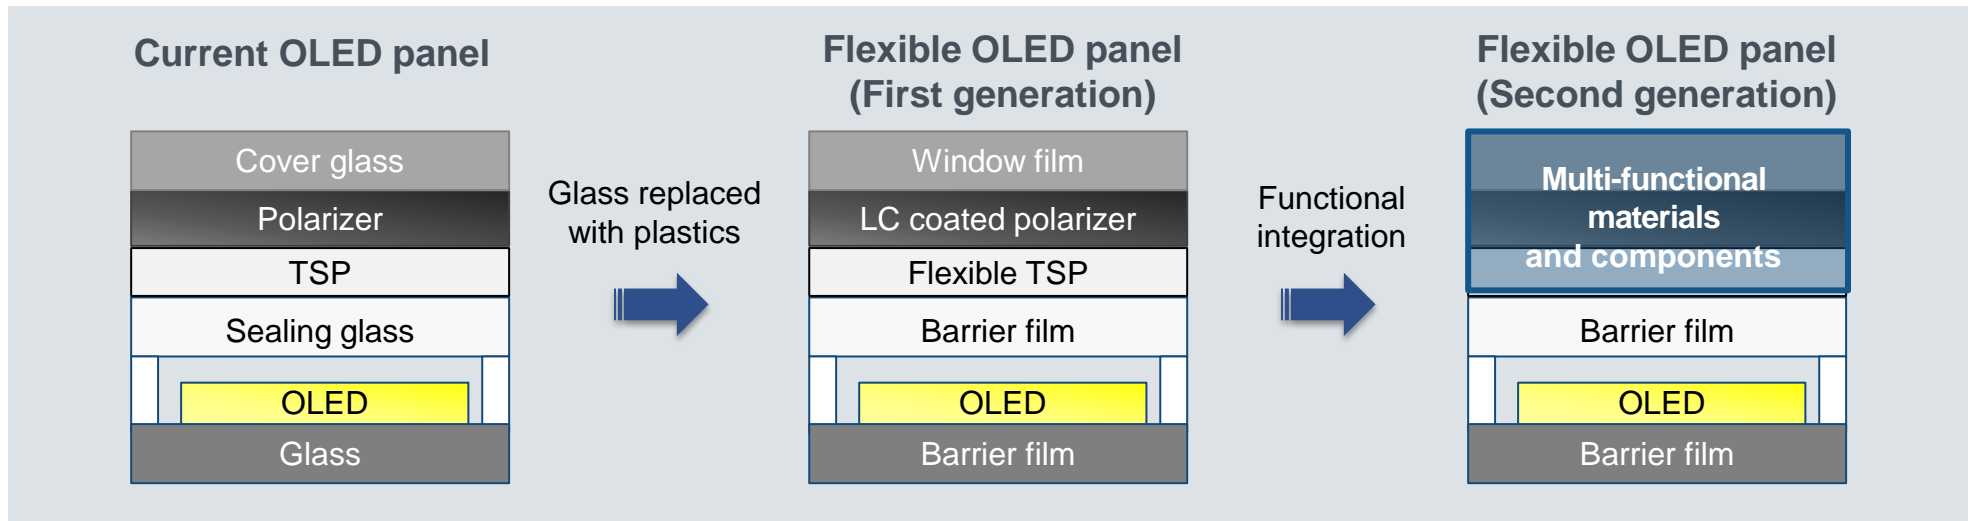 Current OLED panel
Cover glass
Polarizer
TSP
Sealing glass
OLED
Glass
Glass replaced
with plastics
Flexible OLED panel
(First generation)
Window film
LC coated polarizer
Flexible TSP
Barrier film
OLED
Barrier film
Functional
integration
Flexible OLED panel
(Second generation)
Multi-functional
materials
and components
Barrier film
OLED
Barrier film